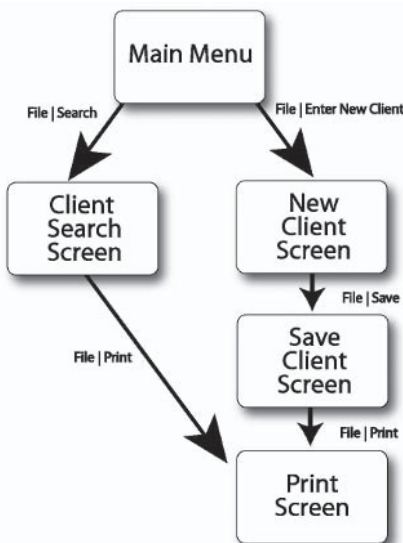 Main Menu
File | Search
File | Enter New Client
Client
Search
Screen
New
Client
Screen
File | Save
File | Print
Save
Client
Screen
File | Print
Print
Screen